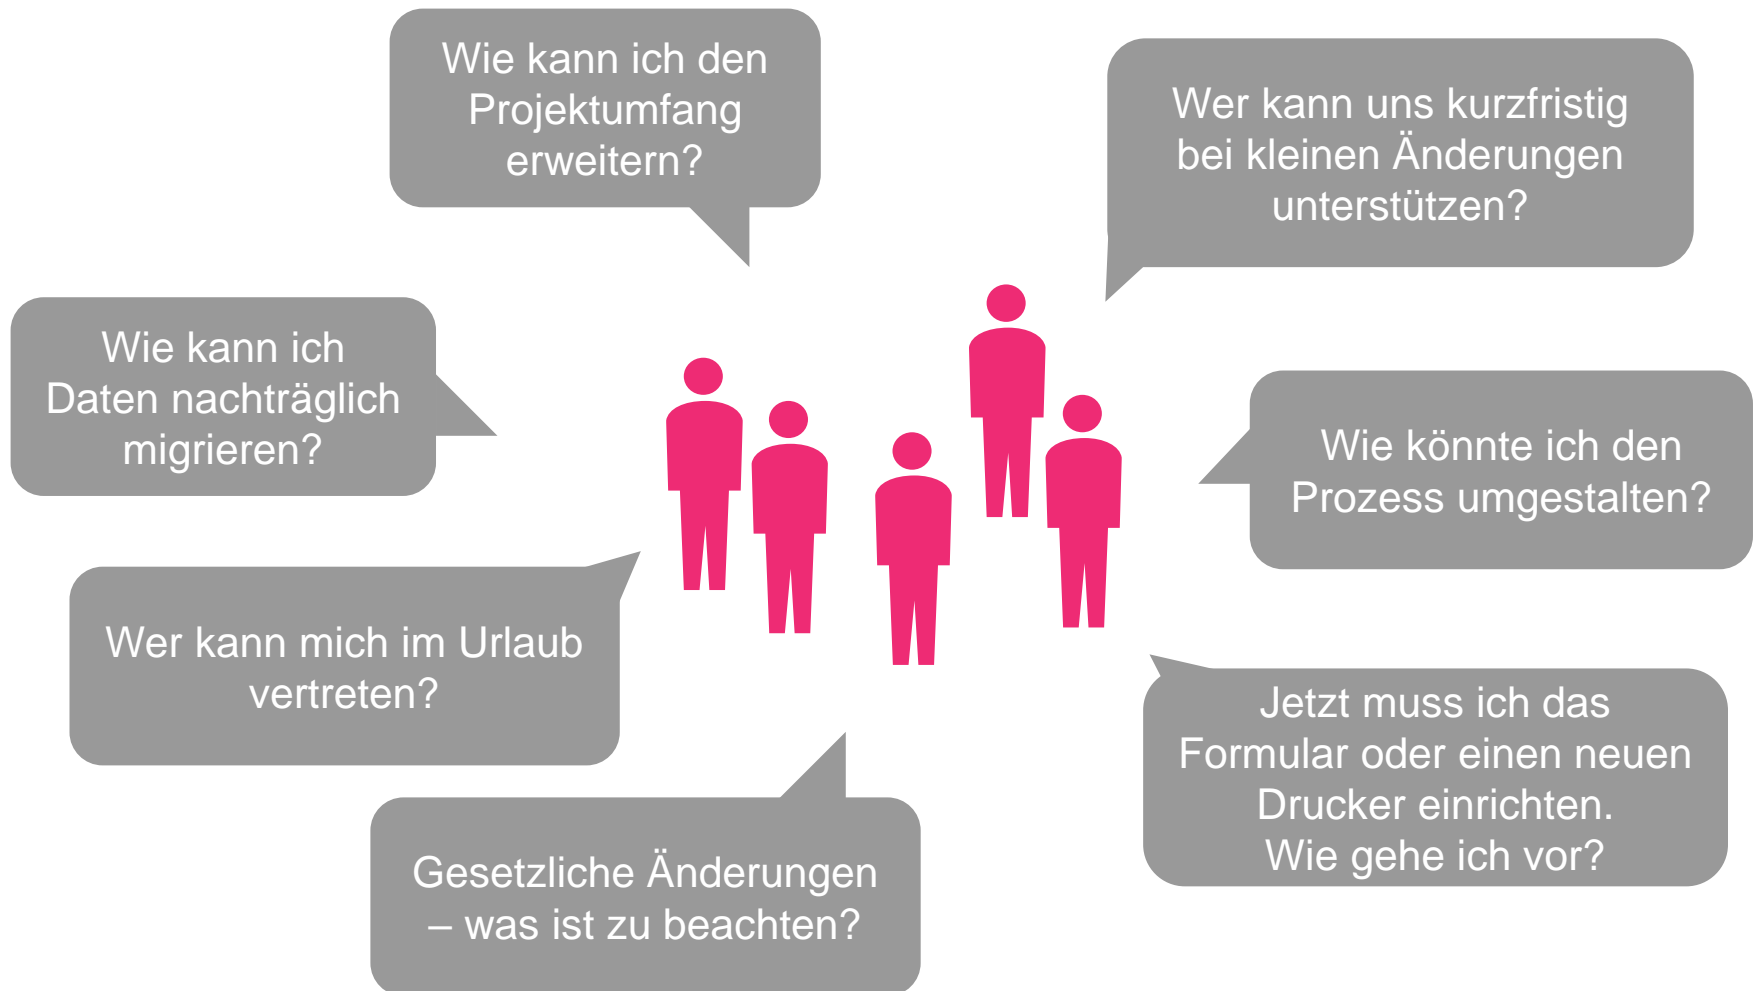 Wie kann ich den
Projektumfang
erweitern?
Wer kann uns kurzfristig
bei kleinen Änderungen
unterstützen?
Wie kann ich
Daten nachträglich
migrieren?
Wie könnte ich den
Prozess umgestalten?
Wer kann mich im Urlaub
vertreten?
Jetzt muss ich das
Formular oder einen neuen
Drucker einrichten.
Wie gehe ich vor?
Gesetzliche Änderungen
– was ist zu beachten?